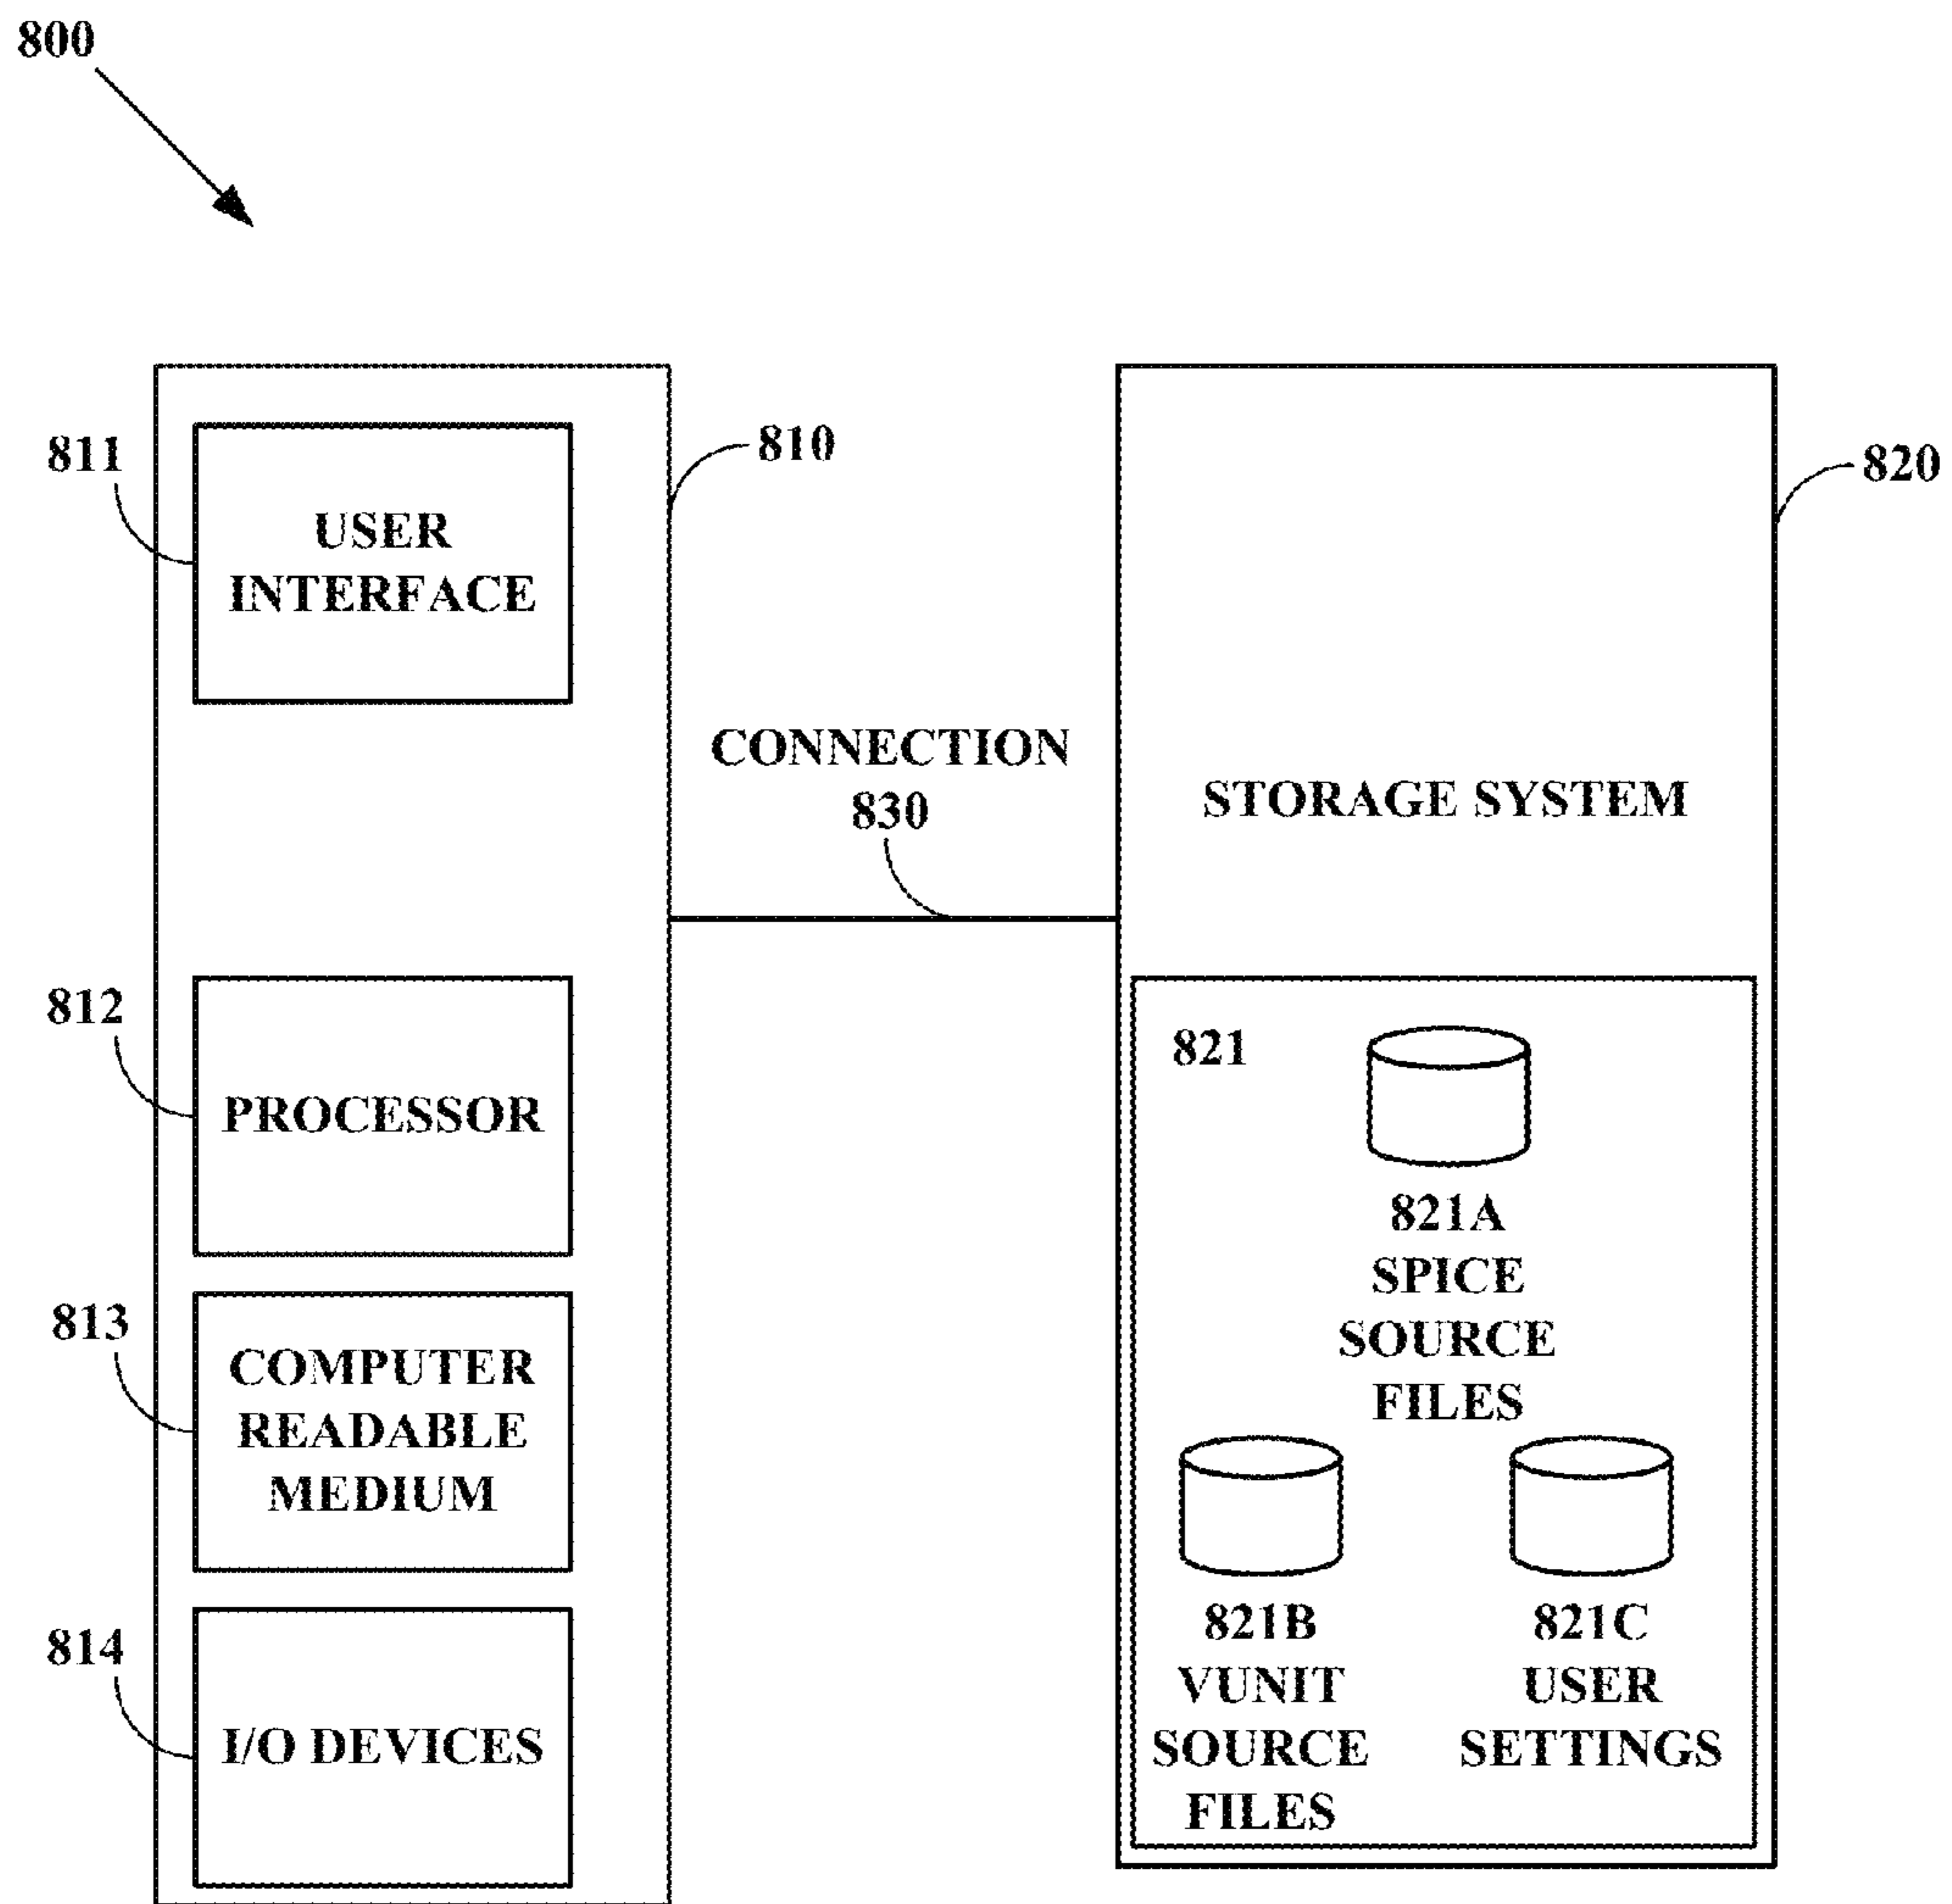 800
811
USER
INTERFACE
810
820
CONNECTION
830
STORAGE SYSTEM
812
PROCESSOR
821
821A
SPICE
SOURCE
FILES
813
COMPUTER
READABLE
MEDIUM
821B
VUNIT
SOURCE
FILES
821C
USER
SETTINGS
814
I/O DEVICES